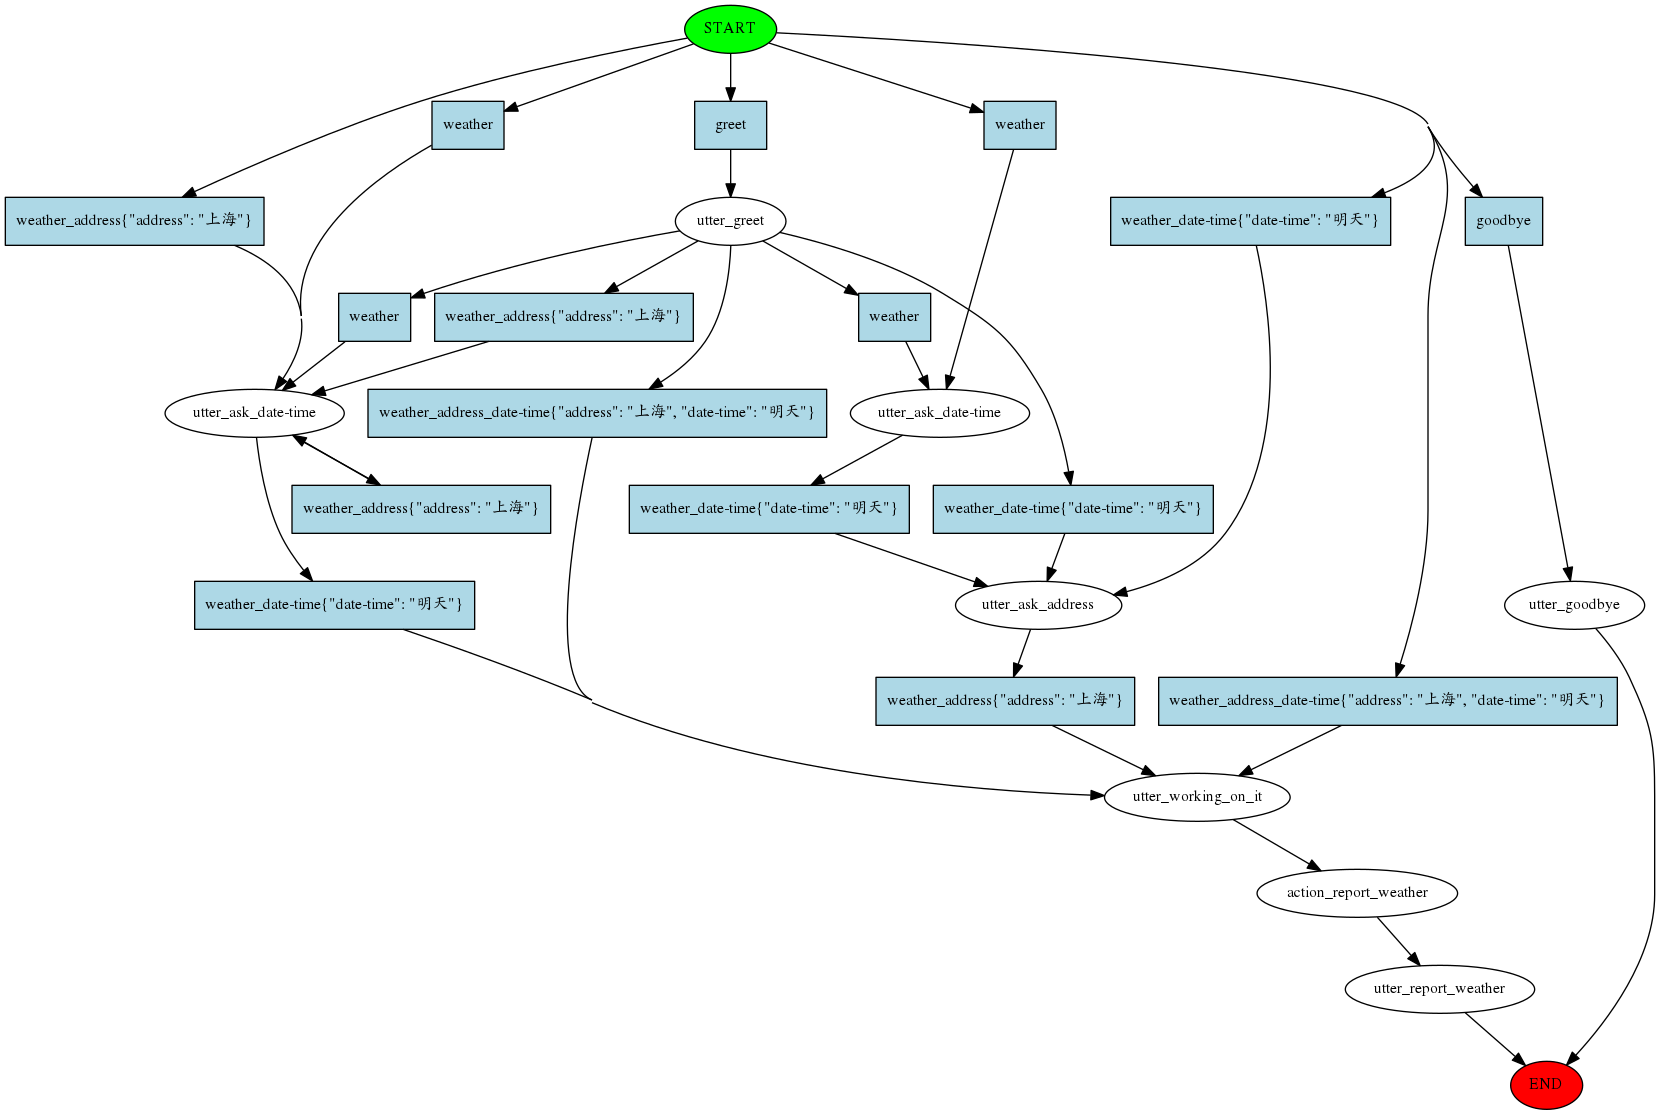 START
weather
greet
weather
weather_address{"address": "上海"}
utter_greet
weather_date-time{"date-time": "明天"}
goodbye
weather
weather_address{"address": "上海"}
weather
utter_ask_date-time
weather_address_date-time{"address": "上海", "date-time": "明天"}
utter_ask_date-time
weather_address{"address": "上海"}
weather_date-time{"date-time": "明天"}
weather_date-time{"date-time": "明天"}
weather_date-time{"date-time": "明天"}
utter_ask_address
utter_goodbye
weather_address{"address": "上海"}
weather_address_date-time{"address": "上海", "date-time": "明天"}
utter_working_on_it
action_report_weather
utter_report_weather
END